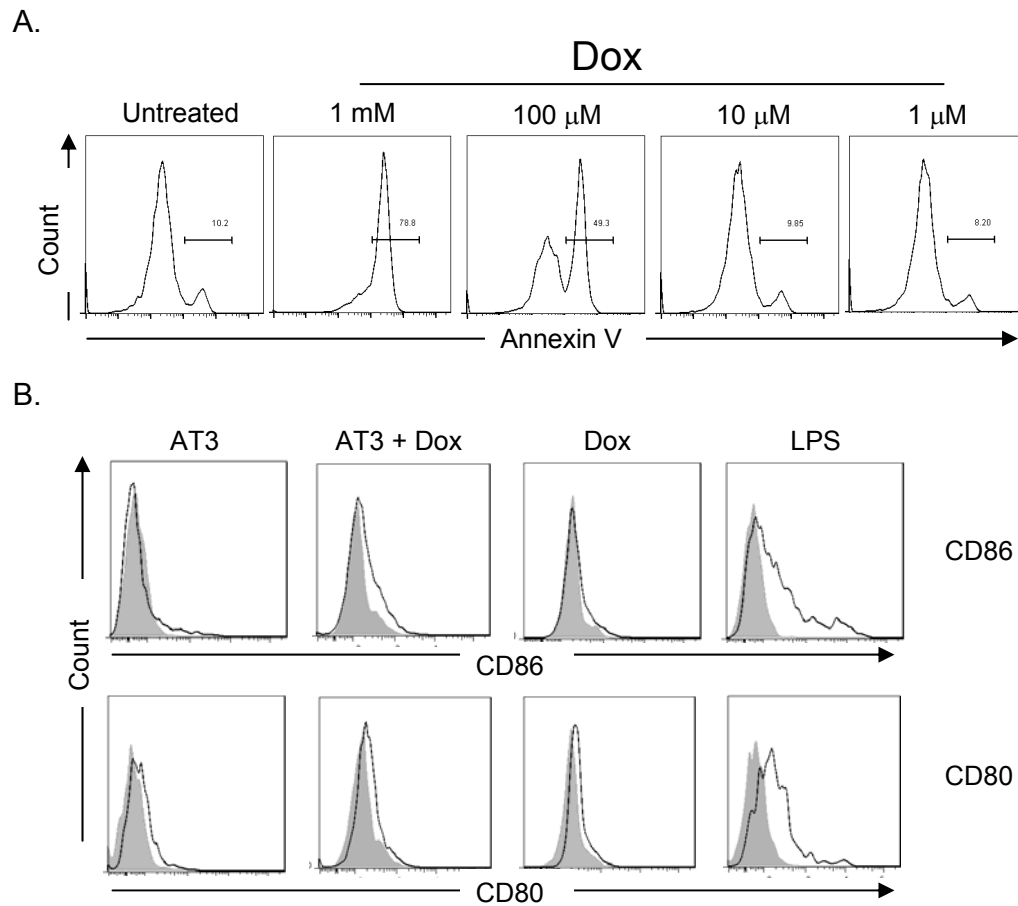 A.
Dox
Untreated
1 mM
100 μM
10 μM
1 μM
10.2
78.8
49.3
9.85
8.20
Count
Annexin V
B.
AT3
AT3 + Dox
Dox
LPS
CD86
CD86
Count
CD80
CD80